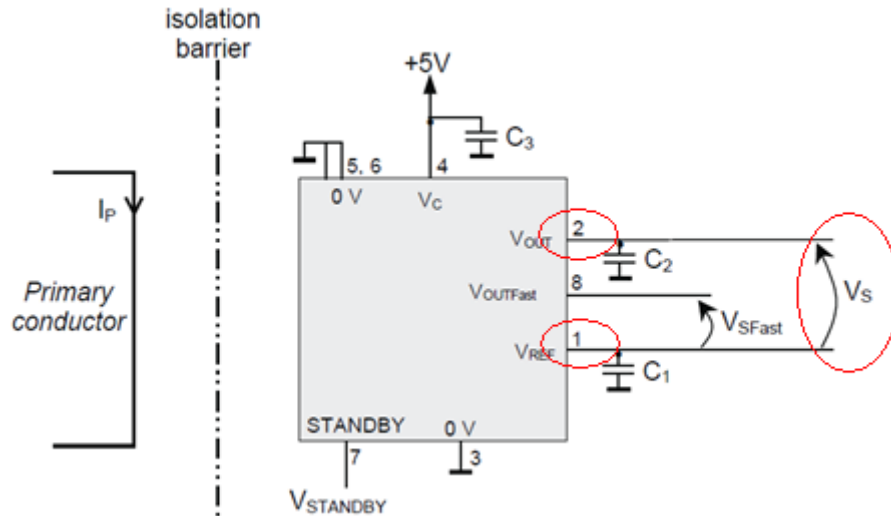 isolation
barrier
+5V
C3
5, 6
4
0 V
VC
IP
VOUT
2
C2
VS
Primary
conductor
VOUTFast
8
VSFast
VREF
1
C1
STANDBY
0 V
7
3
VSTANDBY